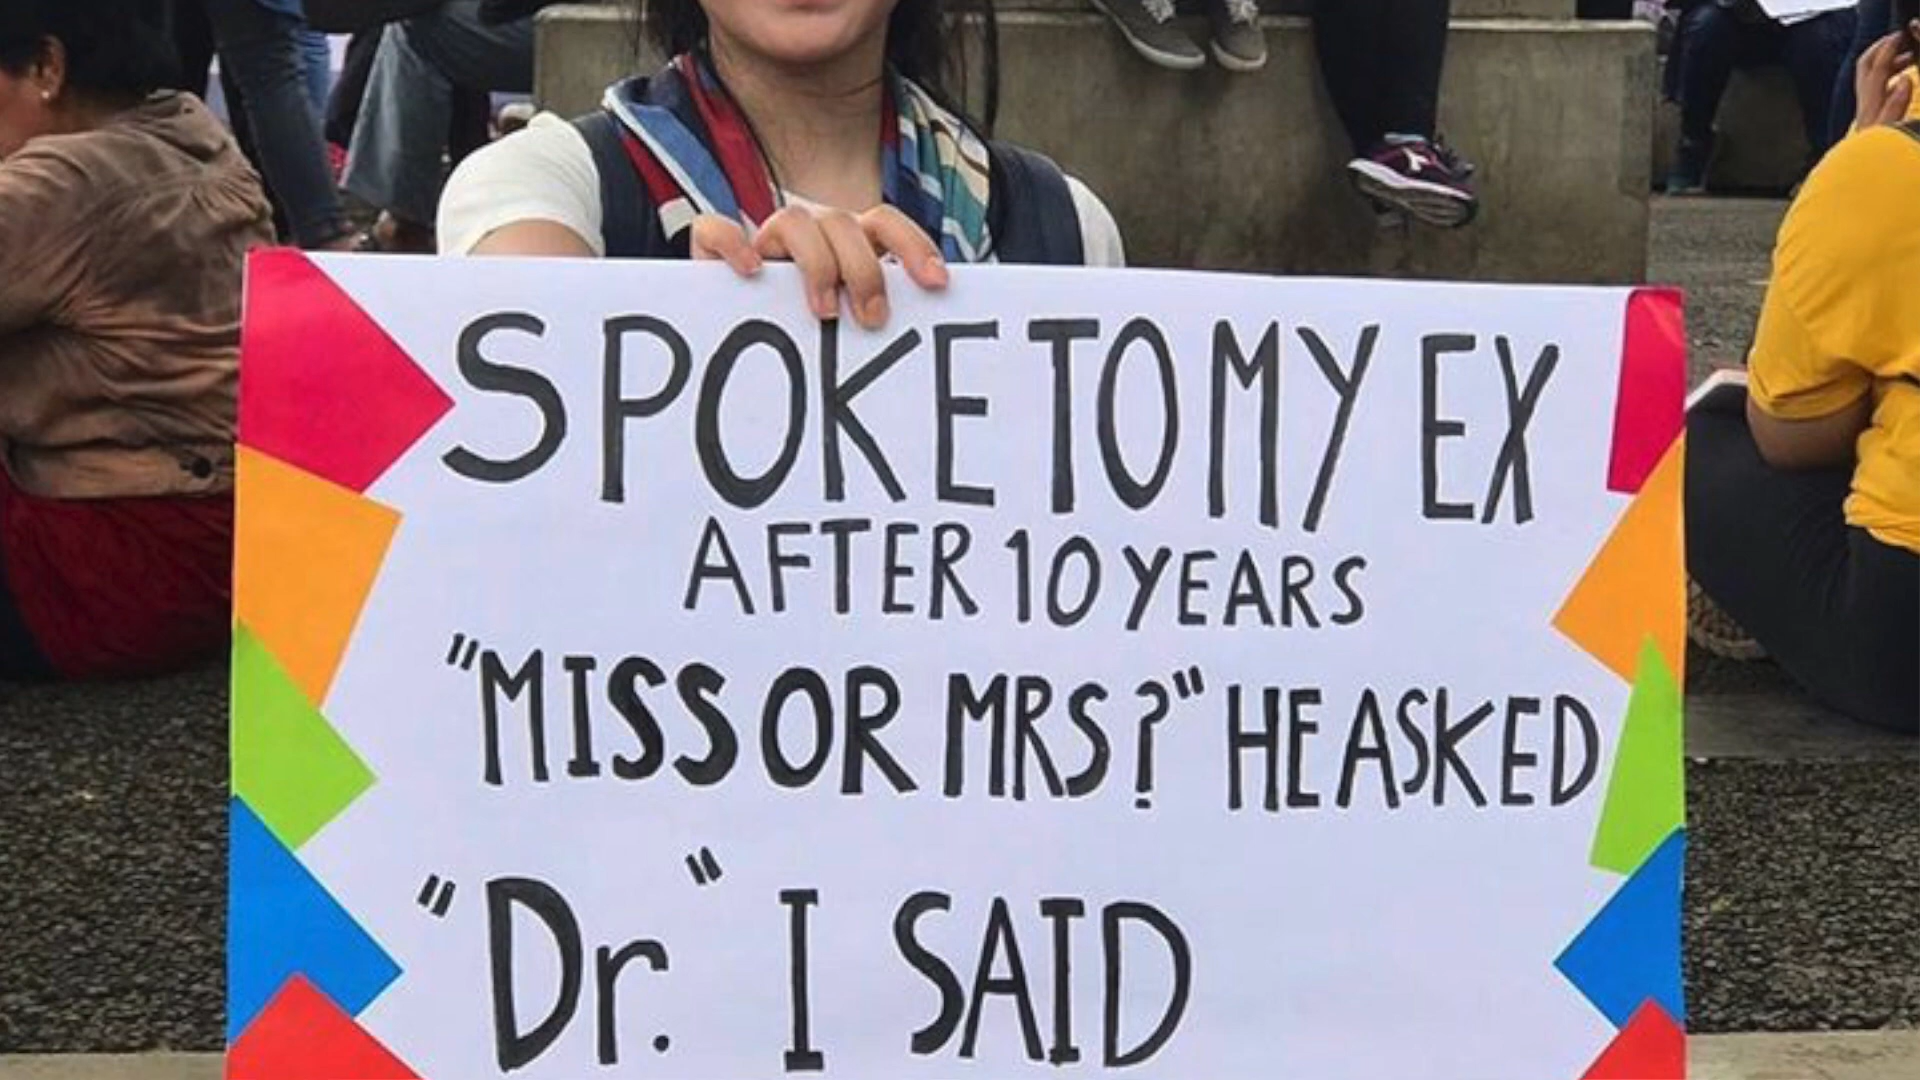 SPOKE TO MY EX
AFTER 10 YEARS
"MISS OR MRS?" HE ASKED
"Dr." I SAID